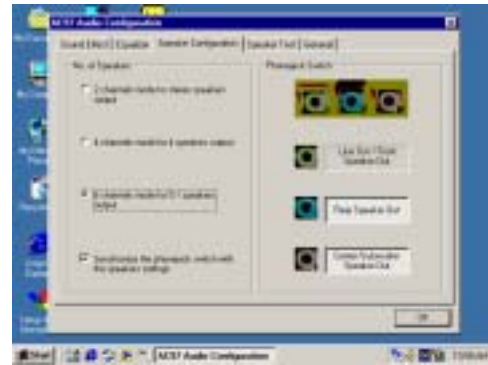 AC97 Audio Configuration
Sound Effect
Equalizer
Speaker Configuration
Speaker Test
General
No. of Speakers
Phonejack Switch
2 channels mode for stereo speakers
output
4 channels mode for 4 speakers output
6 channels mode for 5.1 speakers
output
Synchronize the phonejack switch with
the speakers settings
Line Out / Front
Speaker Out
Rear Speaker Out
Center/Subwoofer
Speaker Out
OK
Start
AC97 Audio Configuration